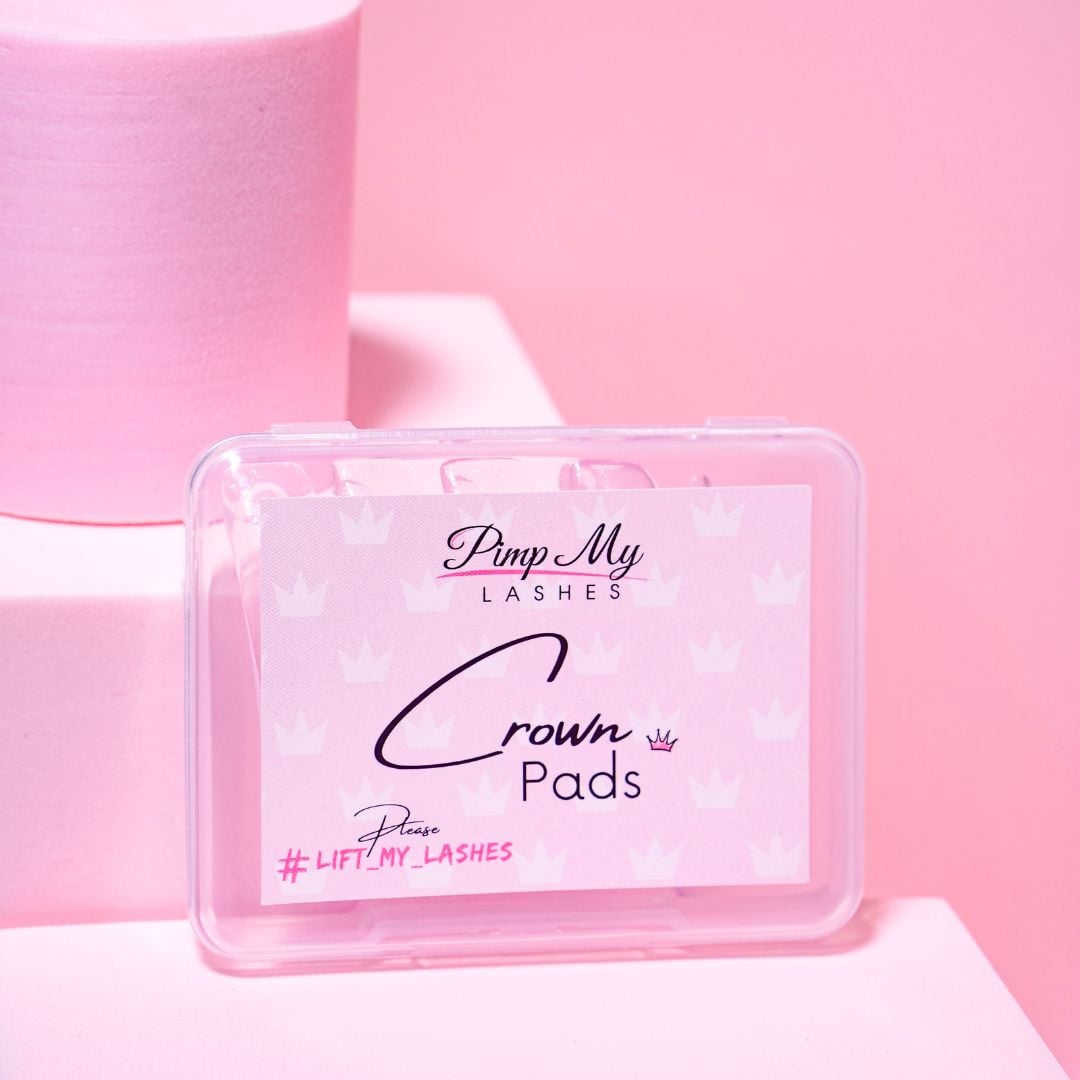 Pimp My
LASHES
Crown
Pads
Please
#LIFT_MY_LASHES